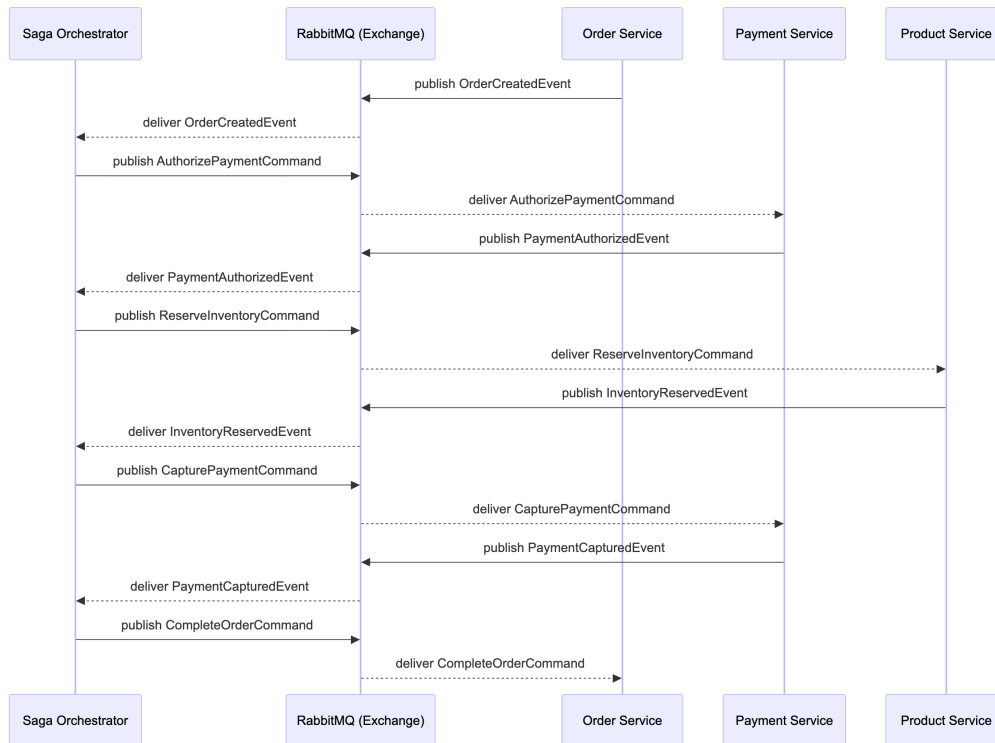 Saga Orchestrator RabbitMQ (Exchange) Order Service Payment Service Product Service
publish OrderCreatedEvent
deliver OrderCreatedEvent
publish AuthorizePaymentCommand
deliver AuthorizePaymentCommand
publish PaymentAuthorizedEvent
deliver PaymentAuthorizedEvent
publish ReserveInventoryCommand
deliver ReserveInventoryCommand
publish InventoryReservedEvent
deliver InventoryReservedEvent
publish CapturePaymentCommand
deliver CapturePaymentCommand
publish PaymentCapturedEvent
deliver PaymentCapturedEvent
publish CompleteOrderCommand
deliver CompleteOrderCommand
Saga Orchestrator RabbitMQ (Exchange) Order Service Payment Service Product Service